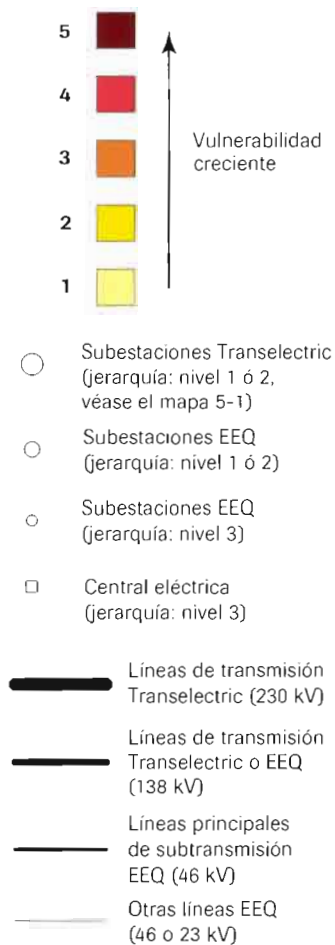 5
4
3
2
1
Vulnerabilidad
creciente
Subestaciones Transelectric
(jerarquía: nivel 1 ó 2,
véase el mapa 5-1)
Subestaciones EEQ
(jerarquía: nivel 1 ó 2)
Subestaciones EEQ
(jerarquía: nivel 3)
Central eléctrica
(jerarquía: nivel 3)
Líneas de transmisión
Transelectric (230 kV)
Líneas de transmisión
Transelectric o EEQ
(138 kV)
Líneas principales
de subtransmisión
EEQ (46 kV)
Otras líneas EEQ
(46 o 23 kV)